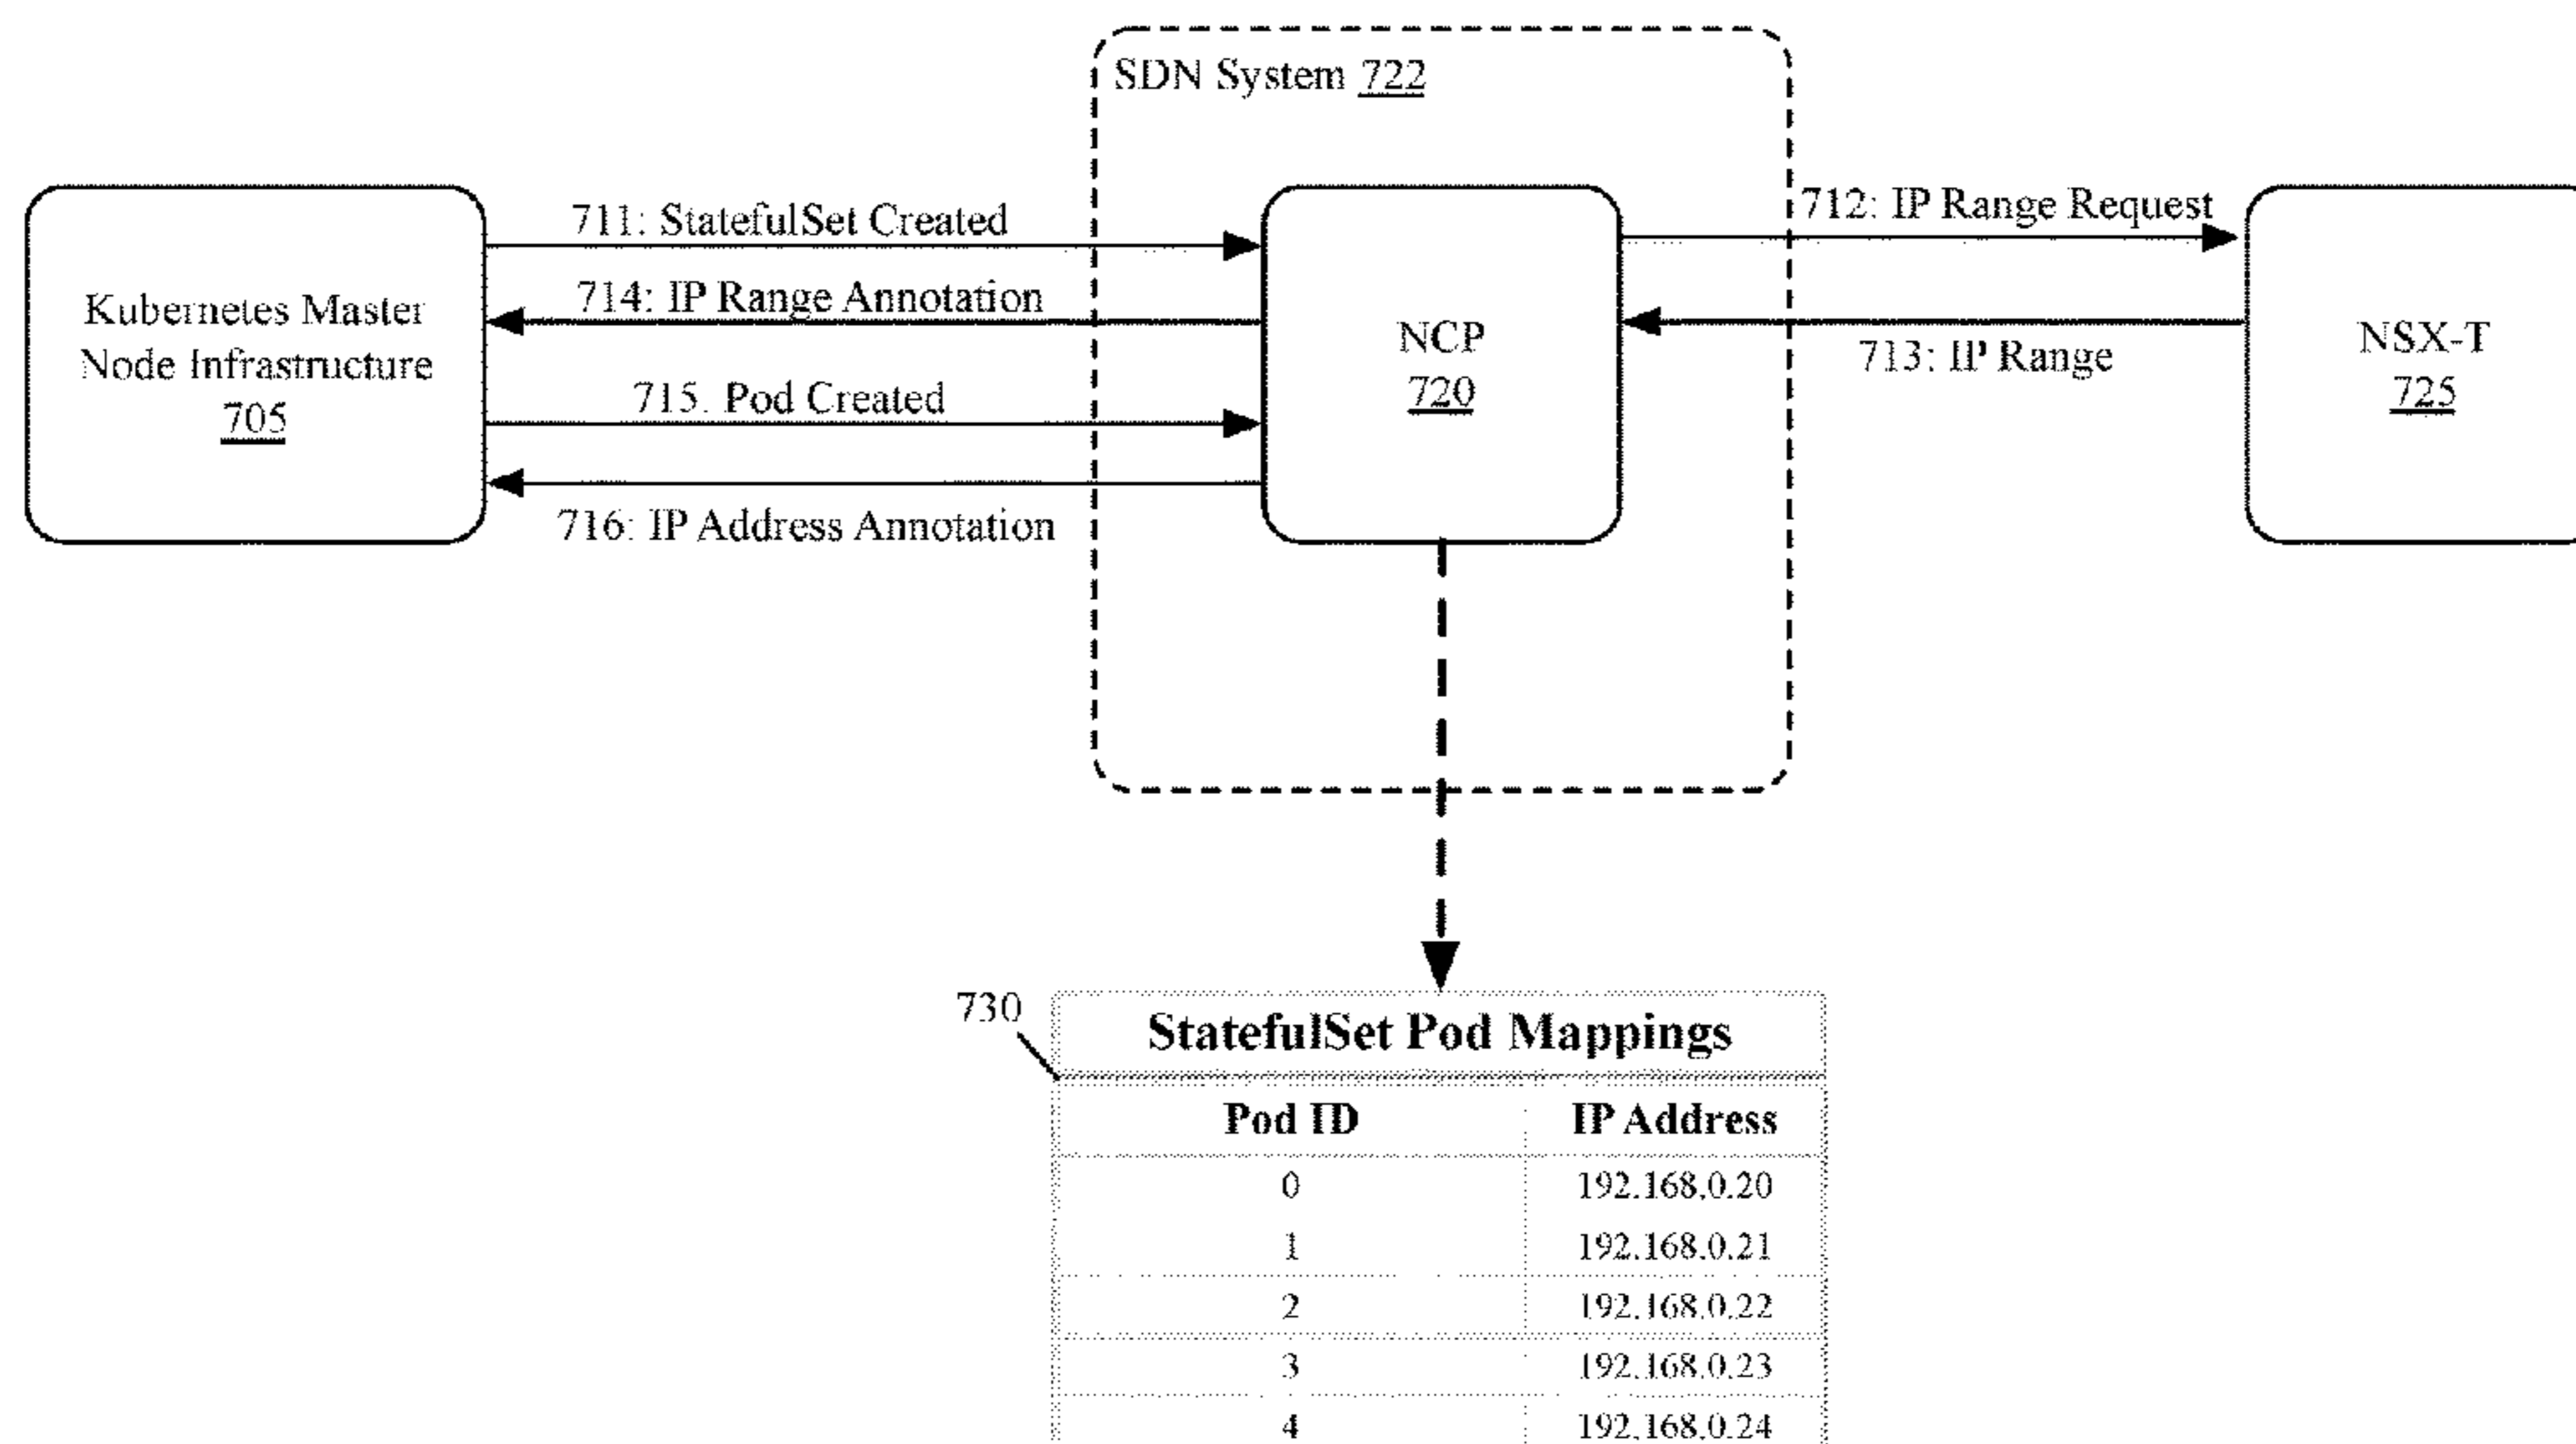 SDN System 722
711: StatefulSet Created
712: IP Range Request
714: IP Range Annotation
Kubernetes Master
Node Infrastructure
705
NCP
720
713: IP Range
NSX-T
725
715. Pod Created
716: IP Address Annotation
730
StatefulSet Pod Mappings
Pod ID IP Address
0 192.168.0.20
1 192.168.0.21
2 192.168.0.22
3 192.168.0.23
4 192.168.0.24